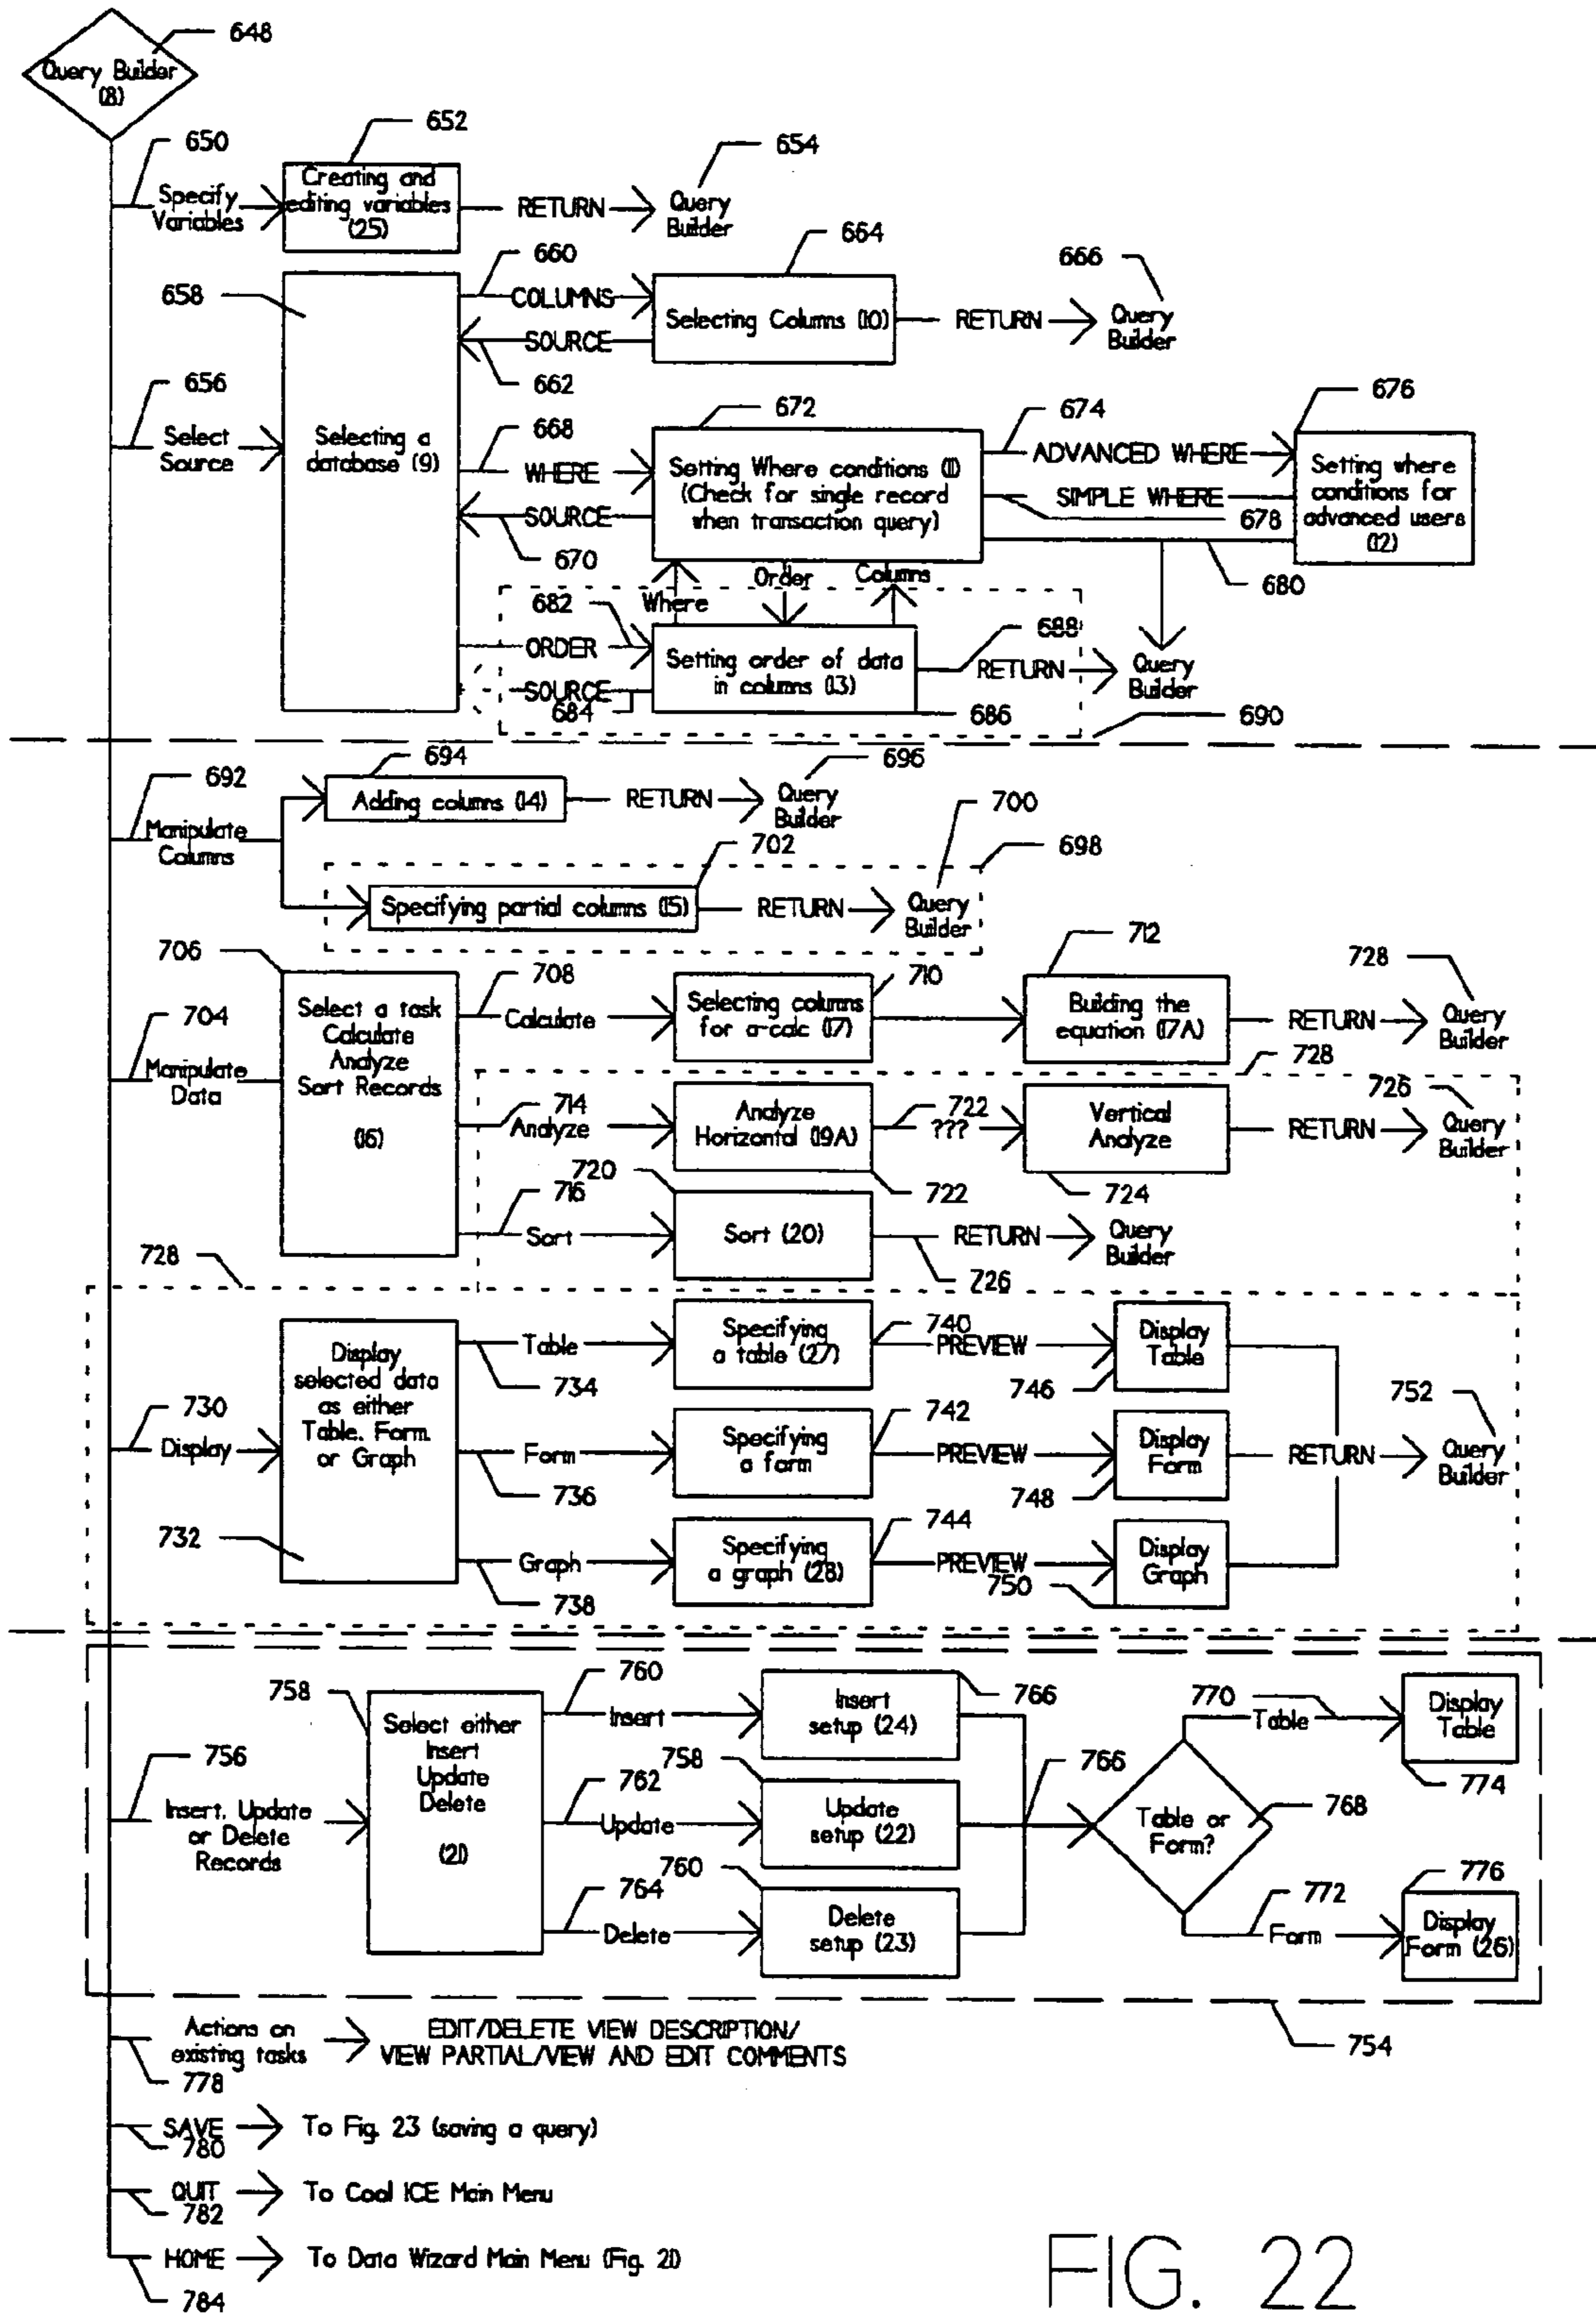 648
Query Builder
(8)
650
652
654
Specify
Variables
Creating and
editing variables
(25)
RETURN
Query
Builder
658
660
664
666
COLUMNS
Selecting Columns (10)
RETURN
Query
Builder
SOURCE
662
656
Select
Source
Selecting a
database (9)
668
672
674
676
WHERE
Setting Where conditions (11)
(Check for single record
when transaction query)
ADVANCED WHERE
Setting where
conditions for
advanced users
(12)
SIMPLE WHERE
678
SOURCE
670
680
Where
Order
Columns
682
688
ORDER
Setting order of data
in columns (13)
RETURN
Query
Builder
SOURCE
684
686
690
692
694
696
Manipulate
Columns
Adding columns (14)
RETURN
Query
Builder
700
702
698
Specifying partial columns (15)
RETURN
Query
Builder
706
708
710
712
728
704
Manipulate
Data
Select a task
Calculate
Analyze
Sort Records
(16)
Calculate
Selecting columns
for a-calc (17)
Building the
equation (17A)
RETURN
Query
Builder
728
714
Analyze
Analyze
Horizontal (19A)
722
???
Vertical
Analyze
RETURN
726
Query
Builder
720
722
724
716
Sort
Sort (20)
RETURN
Query
Builder
726
728
730
Display
Display
selected data
as either
Table, Form.
or Graph
732
Table
734
Specifying
a table (27)
740
PREVIEW
746
Display
Table
Form
736
Specifying
a form
742
PREVIEW
748
Display
Form
RETURN
752
Query
Builder
Graph
738
Specifying
a graph (28)
744
PREVIEW
750
Display
Graph
756
Insert, Update
or Delete
Records
758
Select either
Insert
Update
Delete
(21)
760
Insert
Insert
setup (24)
766
762
Update
758
Update
setup (22)
766
764
Delete
760
Delete
setup (23)
Table or
Form?
768
770
Table
Display
Table
774
772
Form
776
Display
Form (26)
754
Actions on
existing tasks
778
EDIT/DELETE VIEW DESCRIPTION/
VIEW PARTIAL/VIEW AND EDIT COMMENTS
SAVE
780
To Fig. 23 (saving a query)
QUIT
782
To Cool ICE Main Menu
HOME
784
To Data Wizard Main Menu (Fig. 21)
FIG. 22